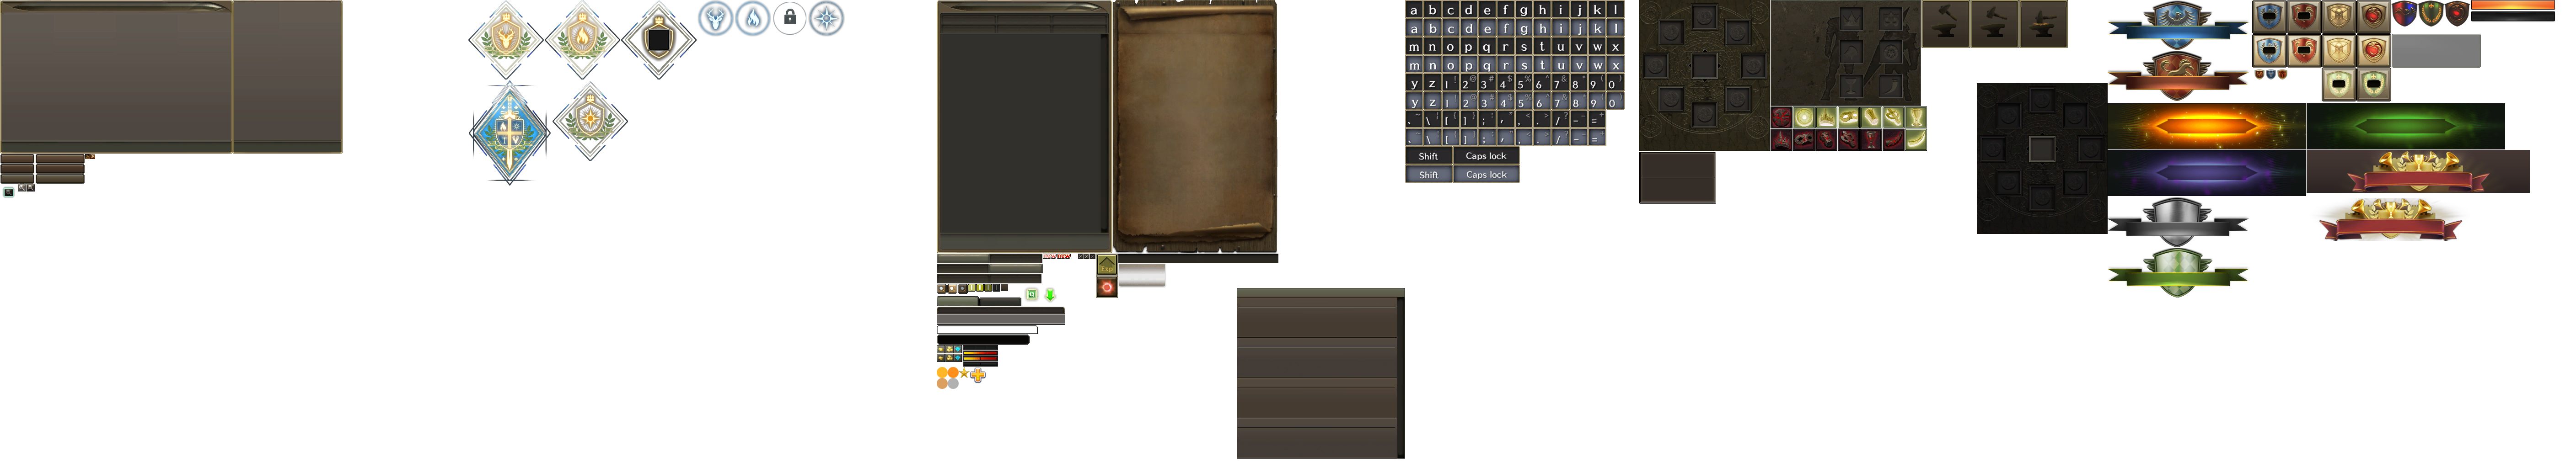 a b c d e f g h i j k l
a b c d e f g h i j k l
m n o p q r s t u v w x
m n o p q r s t u v w x
y z 1 ! 2 @ 3 # 4 $ 5 % 6 ^ 7 & 8 * 9 ( 0 )
y z 1 ! 2 @ 3 # 4 $ 5 % 6 ^ 7 & 8 * 9 ( 0 )
` ~ \ | [ { ] } ; : ' " , < . > / ? - _ = +
` ~ \ | [ { ] } ; : ' " , < . > / ? - _ = +
Shift Caps lock
Shift Caps lock
Exp